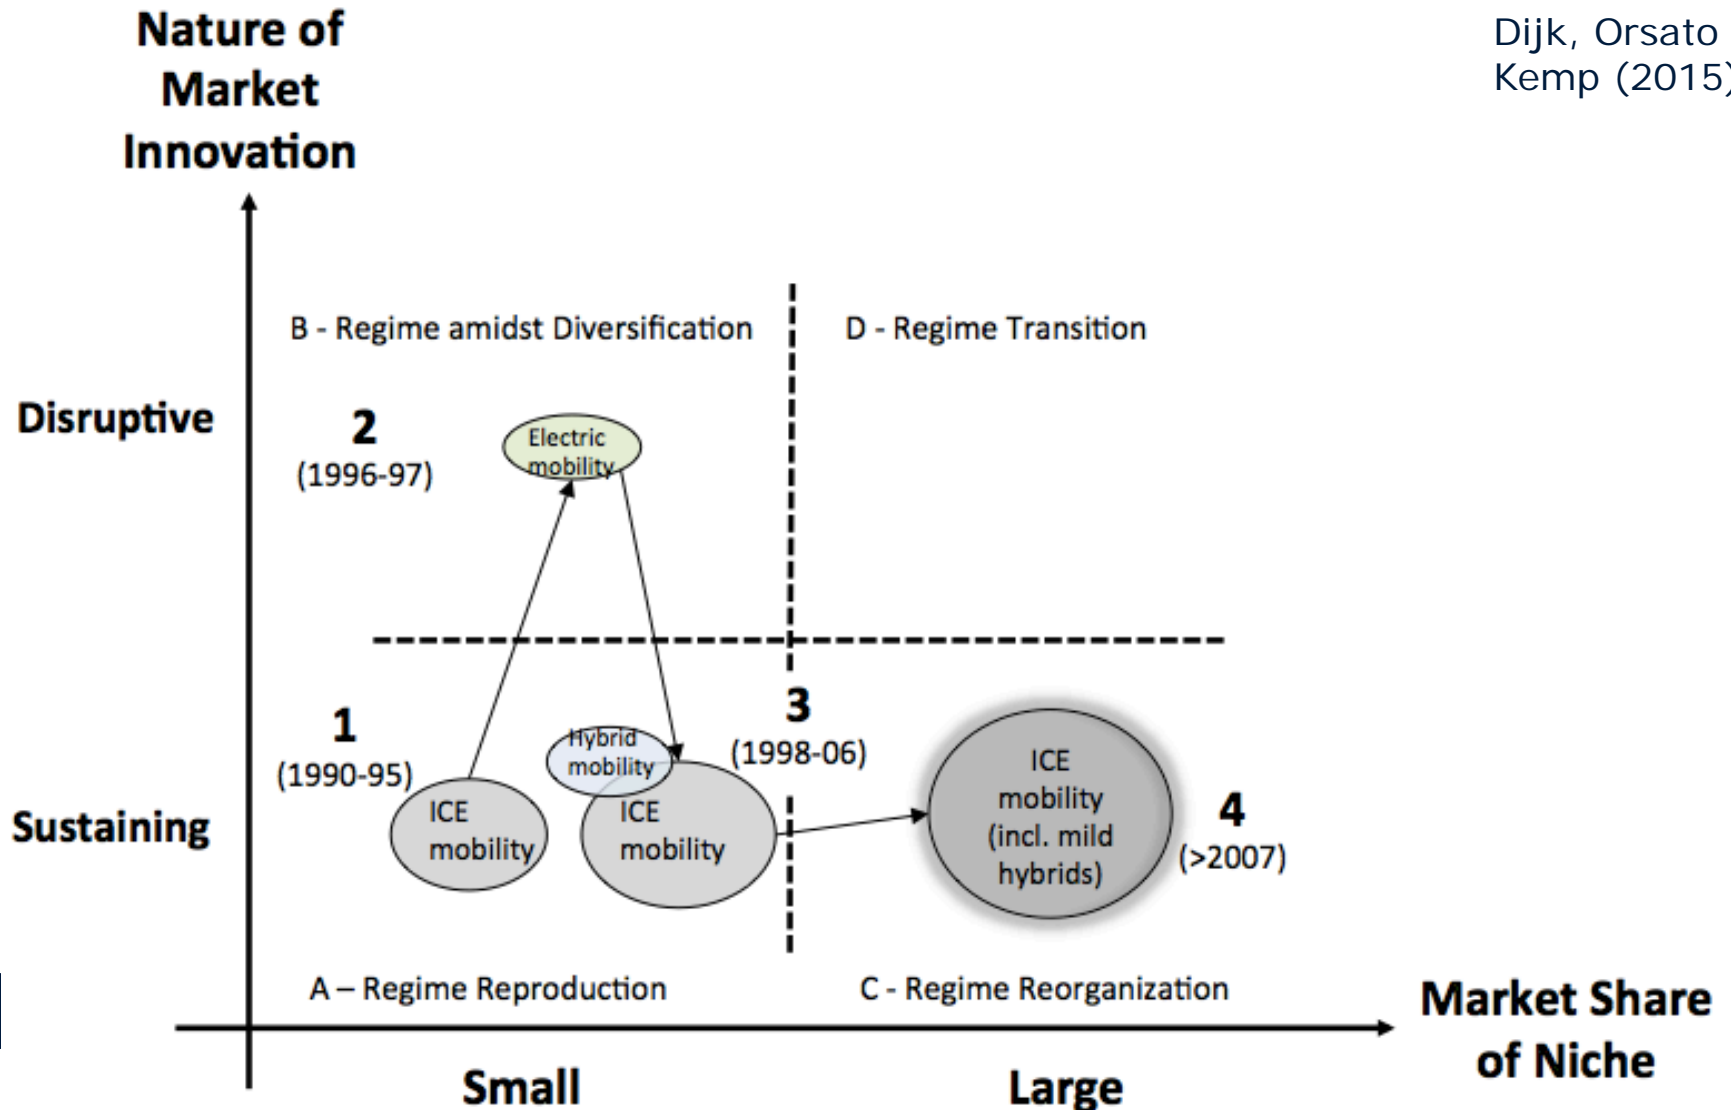 Nature of
Market
Innovation
Dijk, Orsato
Kemp (2015)
B - Regime amidst Diversification
D - Regime Transition
Disruptive
2
(1996-97)
Electric
mobility
1
(1990-95)
3
(1998-06)
Hybrid
mobility
ICE
mobility
ICE
mobility
ICE
mobility
(incl. mild
hybrids)
4
(>2007)
Sustaining
A – Regime Reproduction
C - Regime Reorganization
Market Share
of Niche
Small
Large